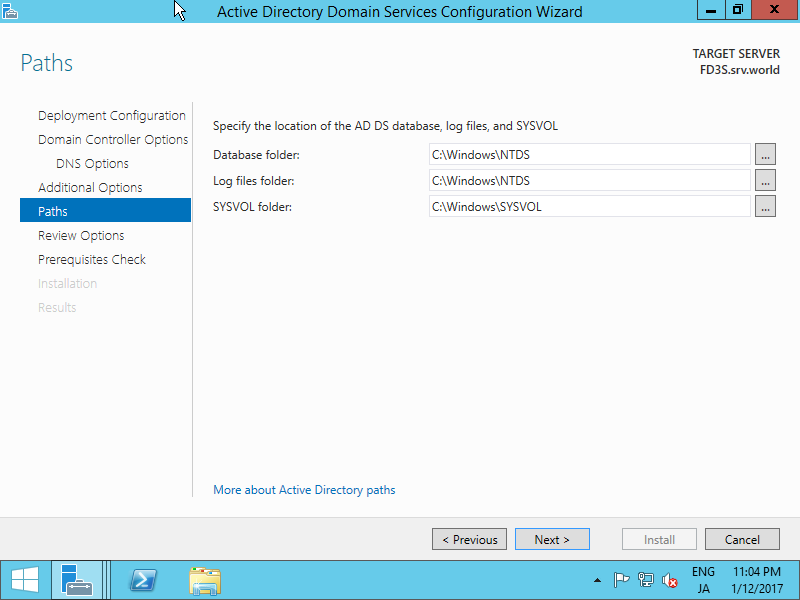 Active Directory Domain Services Configuration Wizard
Paths
TARGET SERVER
FD3S.srv.world
Deployment Configuration
Domain Controller Options
DNS Options
Additional Options
Paths
Review Options
Prerequisites Check
Installation
Results
Specify the location of the AD DS database, log files, and SYSVOL
Database folder: C:\Windows\NTDS ...
Log files folder: C:\Windows\NTDS ...
SYSVOL folder: C:\Windows\SYSVOL ...
More about Active Directory paths
< Previous Next > Install Cancel
ENG 11:04 PM
JA 1/12/2017